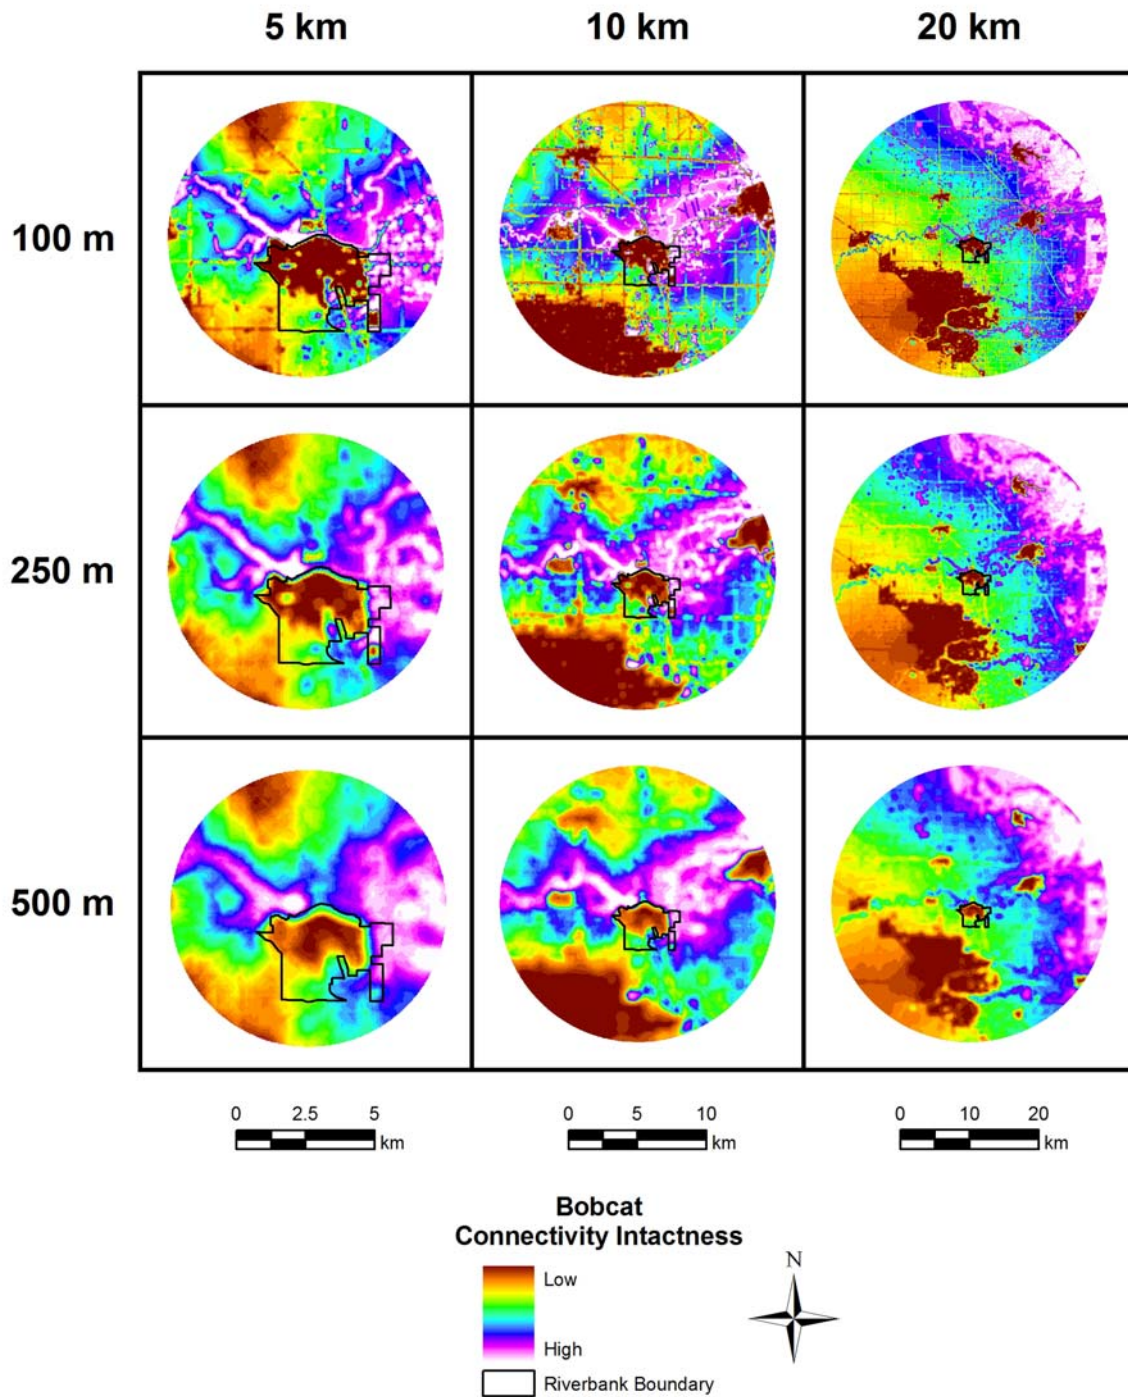 5 km 10 km 20 km
100 m
250 m
500 m
0 2.5 5 km
0 5 10 km
0 10 20 km
Bobcat
Connectivity Intactness
Low
High
Riverbank Boundary
N